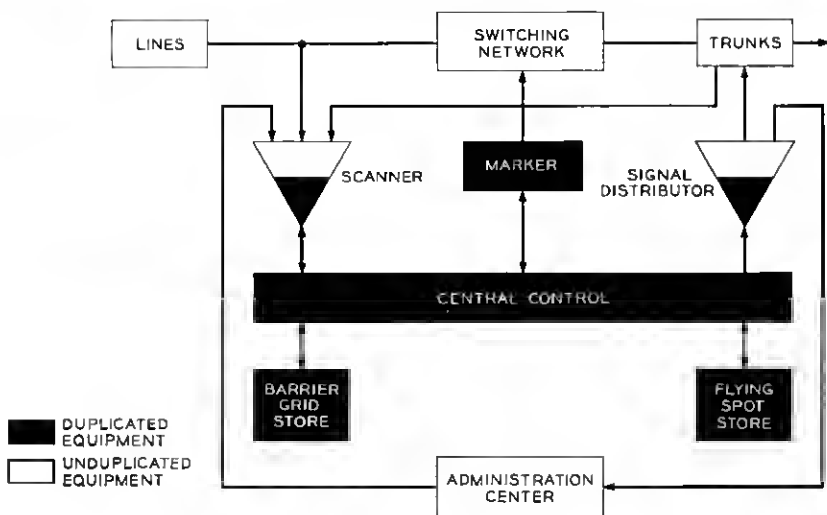 LINES
SWITCHING
NETWORK
TRUNKS
SCANNER
MARKER
SIGNAL
DISTRIBUTOR
CENTRAL CONTROL
BARRIER
GRID
STORE
FLYING
SPOT
STORE
DUPLICATED
EQUIPMENT
UNDUPLICATED
EQUIPMENT
ADMINISTRATION
CENTER